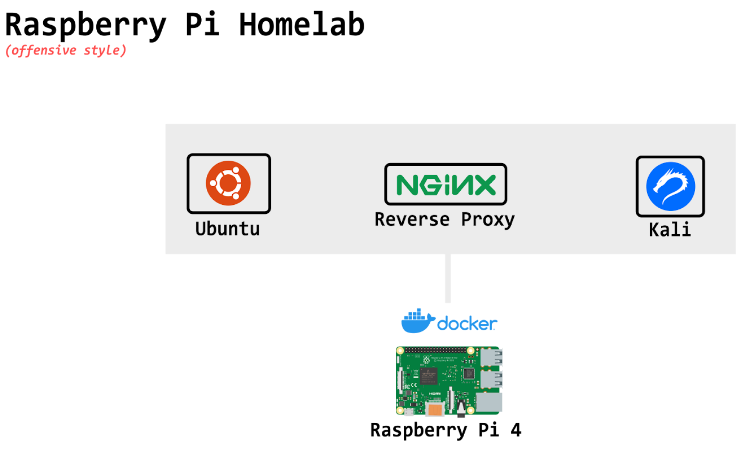 Raspberry Pi Homelab
(offensive style)
NGINX
Ubuntu
Reverse Proxy
Kali
docker
Raspberry Pi 4